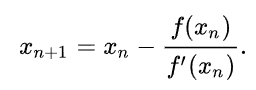 x_{n+1} = x_n - \frac{f(x_n)}{f'(x_n)}.